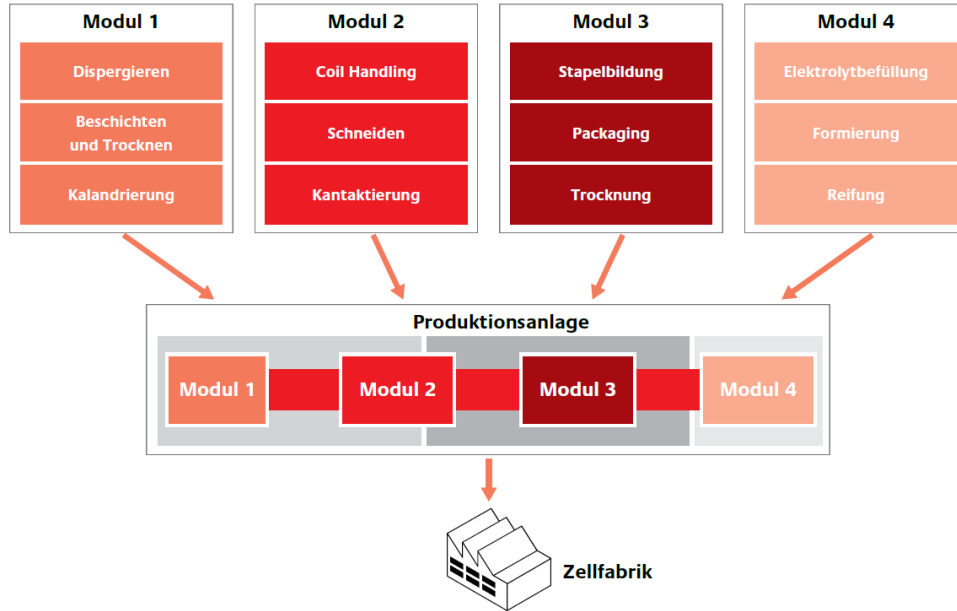 Modul 1
Dispergieren
Beschichten
und Trocknen
Kalandrierung
Modul 2
Coil Handling
Schneiden
Kantaktierung
Modul 3
Stapelbildung
Packaging
Trocknung
Modul 4
Elektrolytbefüllung
Formierung
Reifung
Produktionsanlage
Modul 1
Modul 2
Modul 3
Modul 4
Zellfabrik